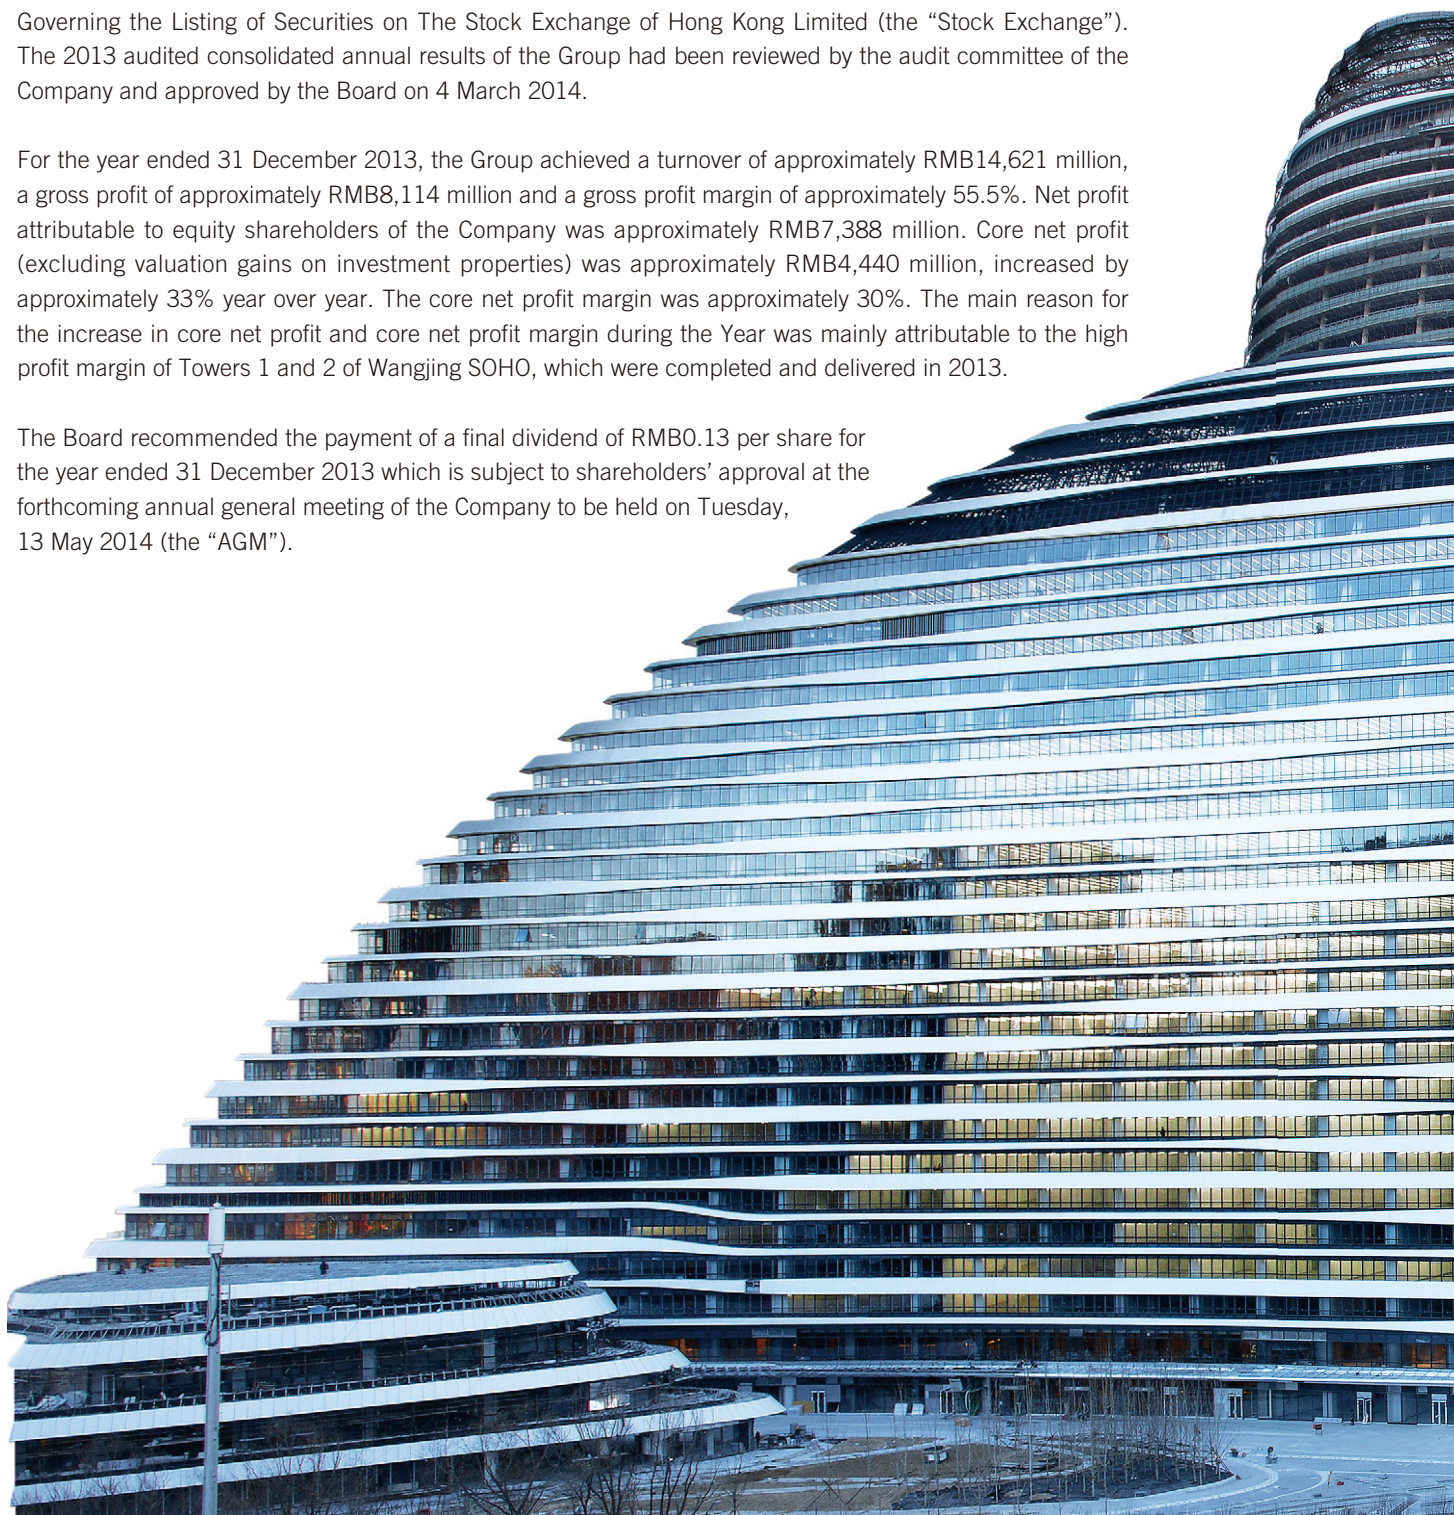 Governing the Listing of Securities on The Stock Exchange of Hong Kong Limited (the “Stock Exchange”).
The 2013 audited consolidated annual results of the Group had been reviewed by the audit committee of the
Company and approved by the Board on 4 March 2014.
For the year ended 31 December 2013, the Group achieved a turnover of approximately RMB14,621 million,
a gross profit of approximately RMB8,114 million and a gross profit margin of approximately 55.5%. Net profit
attributable to equity shareholders of the Company was approximately RMB7,388 million. Core net profit
(excluding valuation gains on investment properties) was approximately RMB4,440 million, increased by
approximately 33% year over year. The core net profit margin was approximately 30%. The main reason for
the increase in core net profit and core net profit margin during the Year was mainly attributable to the high
profit margin of Towers 1 and 2 of Wangjing SOHO, which were completed and delivered in 2013.
The Board recommended the payment of a final dividend of RMB0.13 per share for
the year ended 31 December 2013 which is subject to shareholders’ approval at the
forthcoming annual general meeting of the Company to be held on Tuesday,
13 May 2014 (the “AGM”).